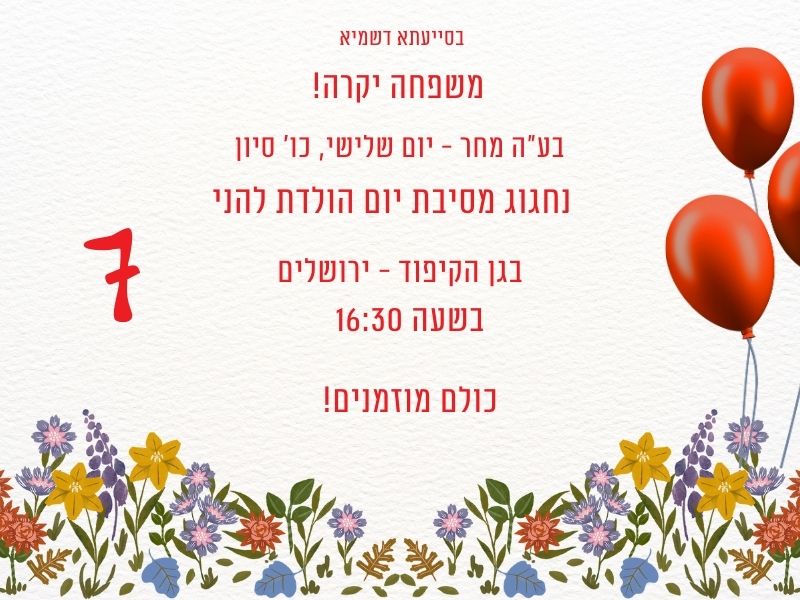 בסייעתא דשמיא
משפחה יקרה!
בע"ה מחר - יום שלישי, כו' סיון
נחגוג מסיבת יום הולדת להני
7
בגן הקיפוד - ירושלים
בשעה 16:30
כולם מוזמנים!